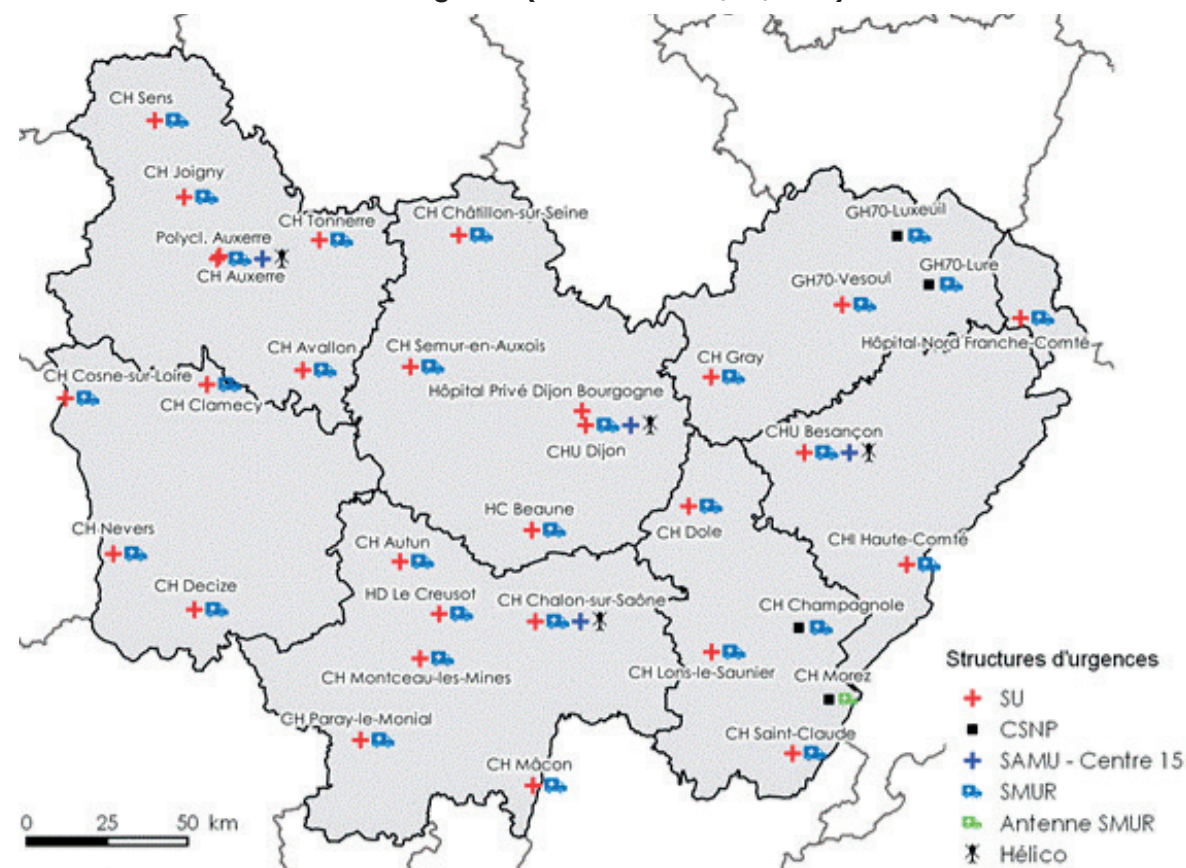 CH Sens
CH Joigny
CH Tonnerre
CH Châtillon-sur-Seine
GH70-Luxeuil
Polycl. Auxerre
CH Auxerre
GH70-Lure
GH70-Vesoul
Hôpital-Nord Franche-Comté
CH Avallon
CH Semur-en-Auxois
CH Gray
CH Cosne-sur-Loire
CH Clamecy
Hôpital Privé Dijon Bourgogne
CHU Dijon
CHU Besançon
HC Beaune
CH Dole
CH Nevers
CH Autun
CHI Haute-Comté
CH Decize
HD Le Creusot
CH Chalon-sur-Saône
CH Champagnole
CH Montceau-les-Mines
CH Lons-le-Saunier
CH Morez
CH Paray-le-Monial
CH Saint-Claude
CH Mâcon
Structures d'urgences
SU
CSNP
SAMU - Centre 15
SMUR
Antenne SMUR
Hélico
0 25 50 km